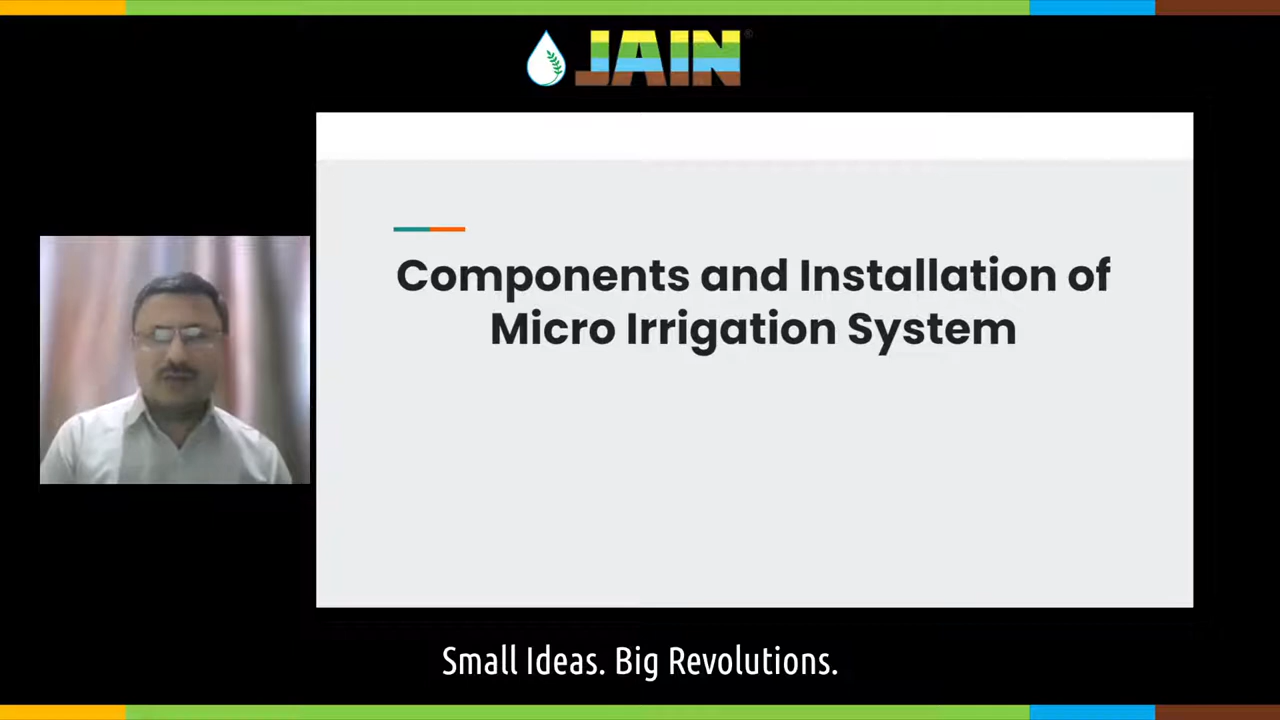 JAIN®
Components and Installation of
Micro Irrigation System
Small Ideas. Big Revolutions.